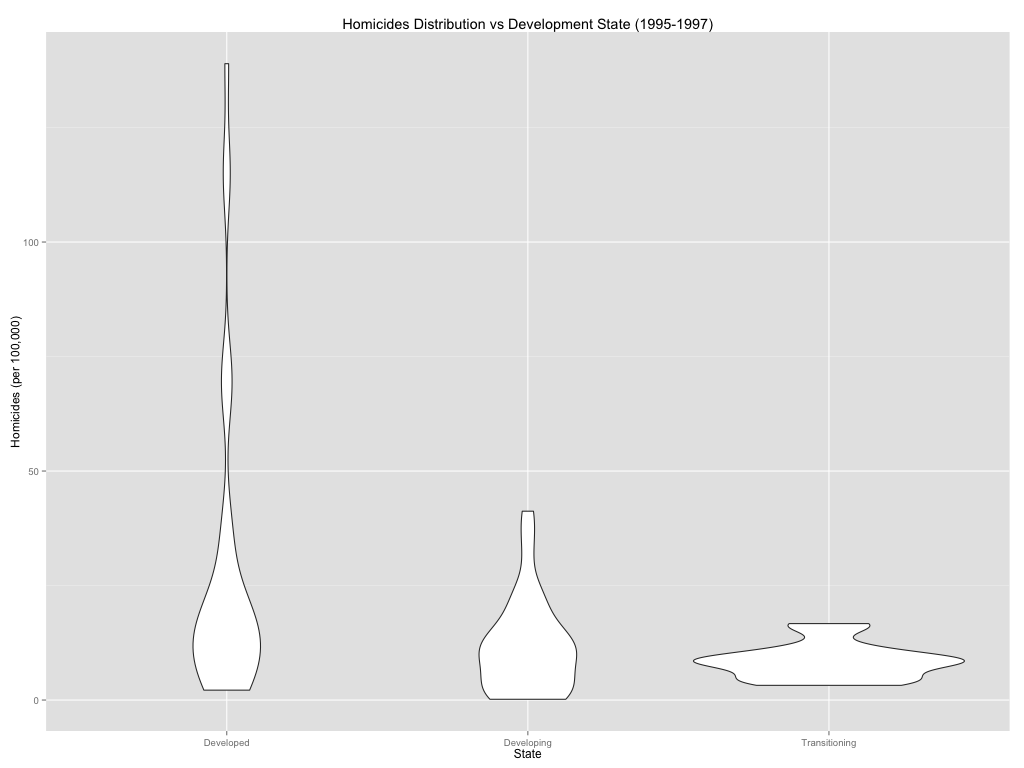 Homicides Distribution vs Development State (1995-1997)
Homicides (per 100,000)
100
50
0
Developed
Developing
Transitioning
State